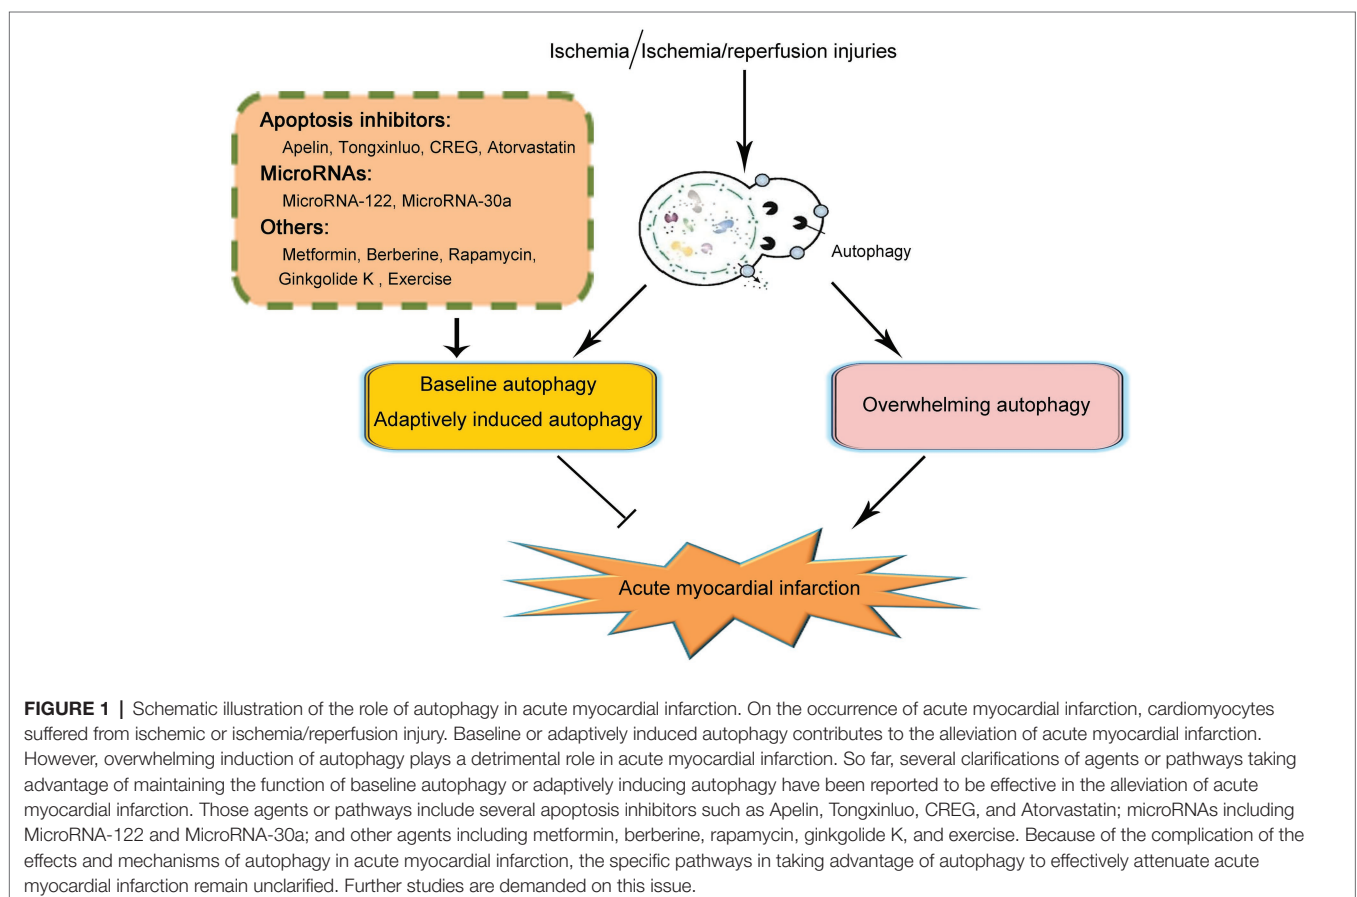 Ischemia/Ischemia/reperfusion injuries
Apoptosis inhibitors:
Apelin, Tongxinluo, CREG, Atorvastatin
MicroRNAs:
MicroRNA-122, MicroRNA-30a
Others:
Metformin, Berberine, Rapamycin,
Ginkgolide K , Exercise
Autophagy
Baseline autophagy
Adaptively induced autophagy
Overwhelming autophagy
Acute myocardial infarction
FIGURE 1 | Schematic illustration of the role of autophagy in acute myocardial infarction. On the occurrence of acute myocardial infarction, cardiomyocytes
suffered from ischemic or ischemia/reperfusion injury. Baseline or adaptively induced autophagy contributes to the alleviation of acute myocardial infarction.
However, overwhelming induction of autophagy plays a detrimental role in acute myocardial infarction. So far, several clarifications of agents or pathways taking
advantage of maintaining the function of baseline autophagy or adaptively inducing autophagy have been reported to be effective in the alleviation of acute
myocardial infarction. Those agents or pathways include several apoptosis inhibitors such as Apelin, Tongxinluo, CREG, and Atorvastatin; microRNAs including
MicroRNA-122 and MicroRNA-30a; and other agents including metformin, berberine, rapamycin, ginkgolide K, and exercise. Because of the complication of the
effects and mechanisms of autophagy in acute myocardial infarction, the specific pathways in taking advantage of autophagy to effectively attenuate acute
myocardial infarction remain unclarified. Further studies are demanded on this issue.